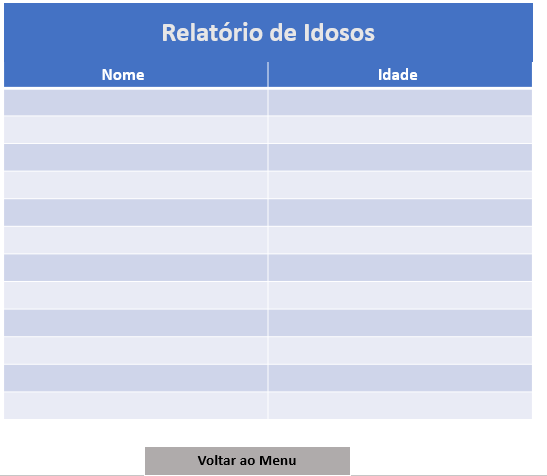 Relatório de Idosos
Nome Idade
Voltar ao Menu